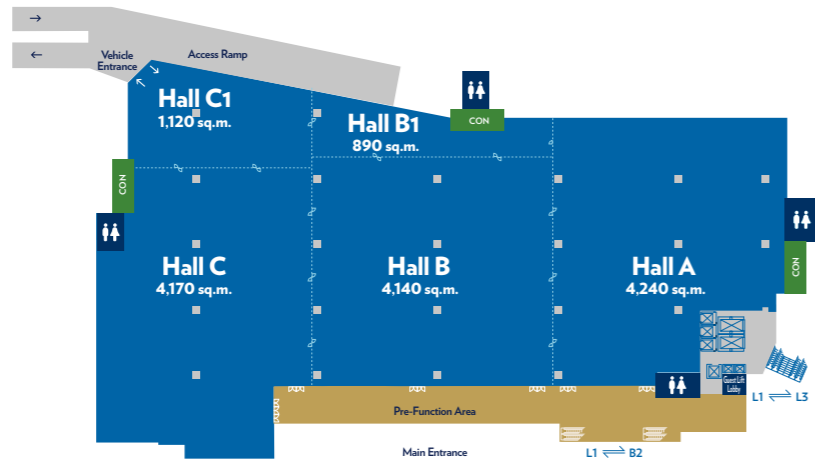 Vehicle
Entrance
Access Ramp
Hall C1
1,120 sq.m.
Hall B1
890 sq.m.
CON
CON
Hall C
4,170 sq.m.
Hall B
4,140 sq.m.
Hall A
4,240 sq.m.
CON
Guest Lift
Lobby
L1 ⇌ L3
Pre-Function Area
Main Entrance
L1 ⇌ B2